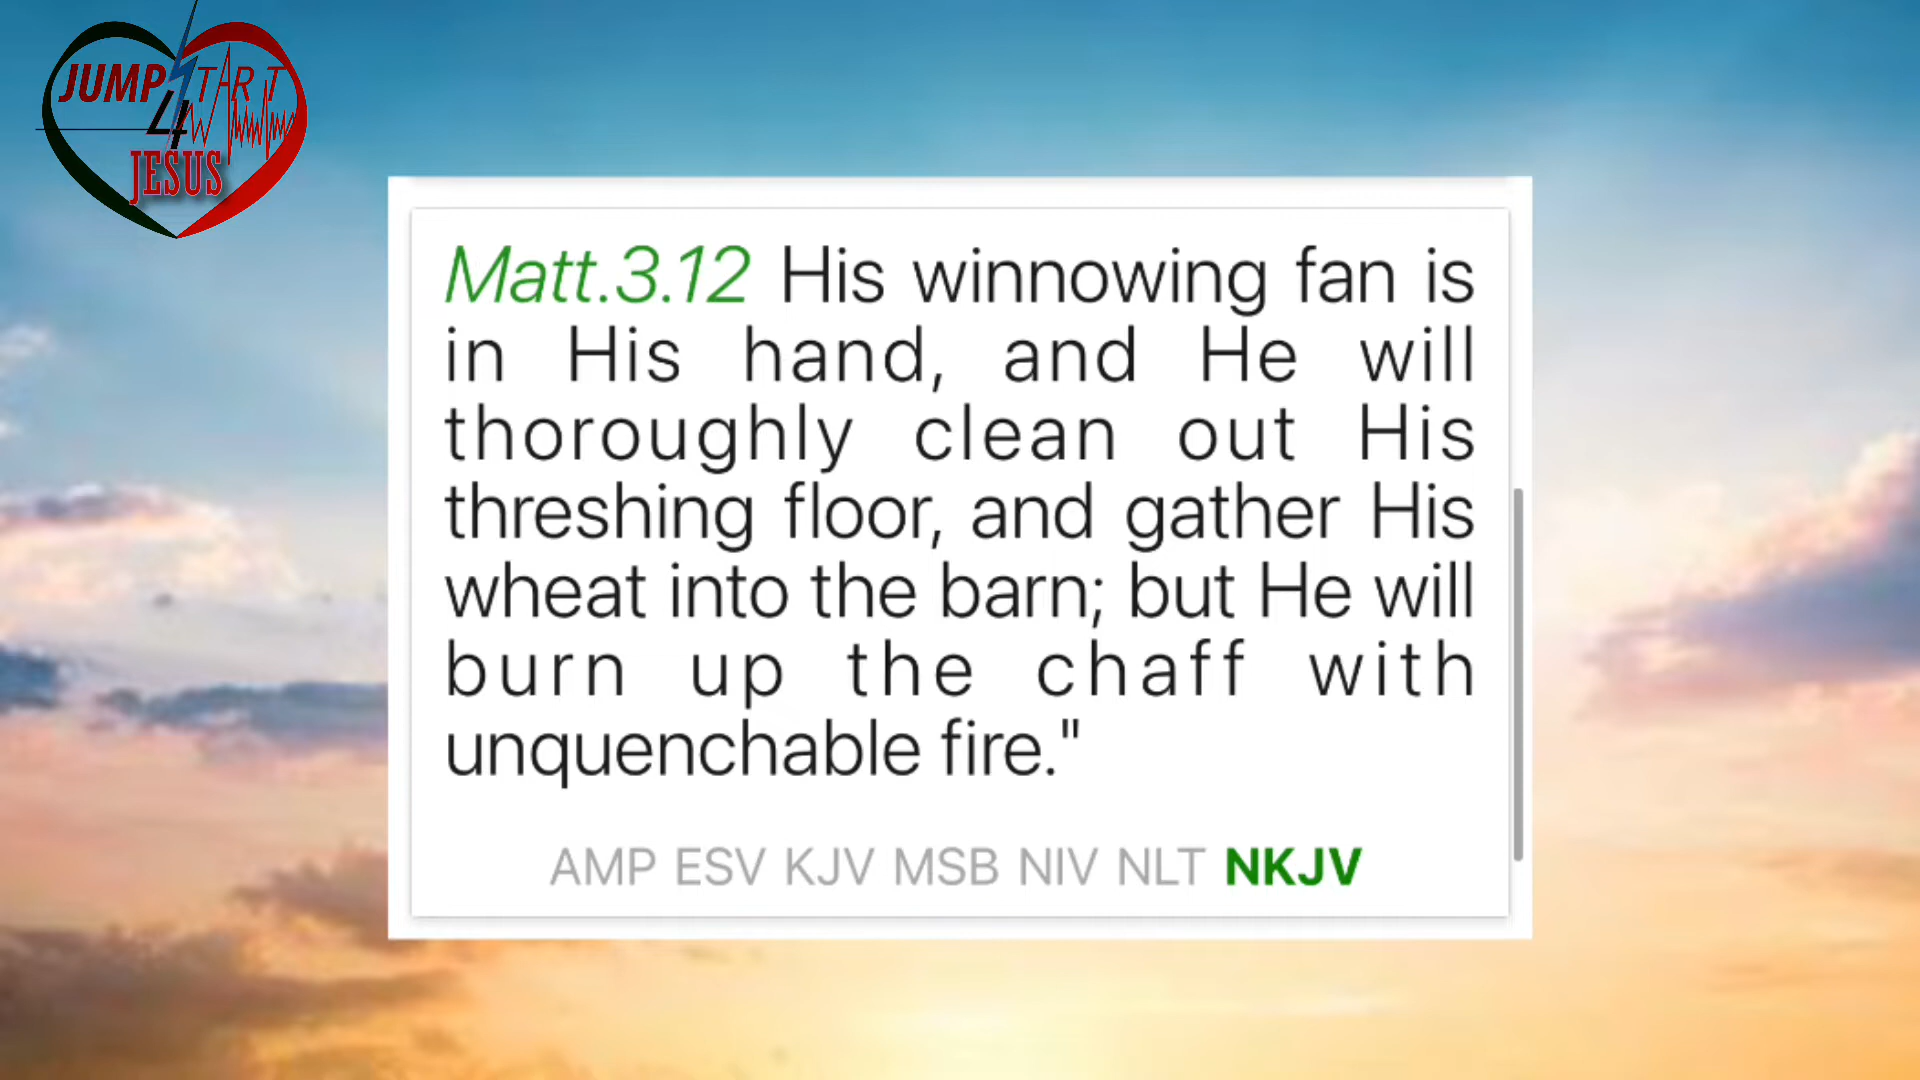 JUMPSTART
4
JESUS
Matt.3.12 His winnowing fan is
in His hand, and He will
thoroughly clean out His
threshing floor, and gather His
wheat into the barn; but He will
burn up the chaff with
unquenchable fire."
AMP ESV KJV MSB NIV NLT NKJV